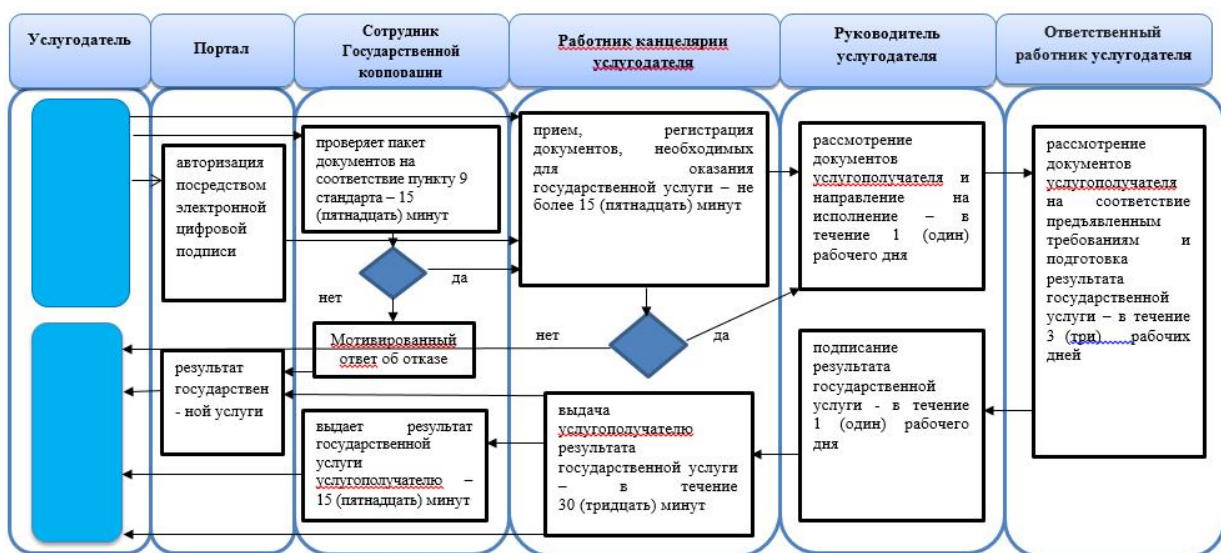 Услугодатель
Портал
Сотрудник
Государственной
корпорации
Работник канцелярии
услугодателя
Руководитель
услугодателя
Ответственный
работник услугодателя
авторизация
посредством
электронной
цифровой
подписи
проверяет пакет
документов на
соответствие пункту 9
стандарта – 15
(пятнадцать) минут
прием, регистрация
документов, необходимых
для оказания
государственной услуги – не
более 15 (пятнадцать) минут
рассмотрение
документов
услугополучателя и
направление на
исполнение – в
течение 1 (один)
рабочего дня
рассмотрение
документов
услугополучателя
на соответствие
предъявленным
требованиям и
подготовка
результата
государственной
услуги – в течение
3 (три) рабочих
дней
да
нет
Мотивированный
ответ об отказе
нет
да
результат
государствен
- ной услуги
выдает результат
государственной
услуги
услугополучателю –
15 (пятнадцать) минут
выдача
услугополучателю
результата
государственной услуги
– в течение
30 (тридцать) минут
подписание
результата
государственной
услуги - в течение
1 (один) рабочего
дня